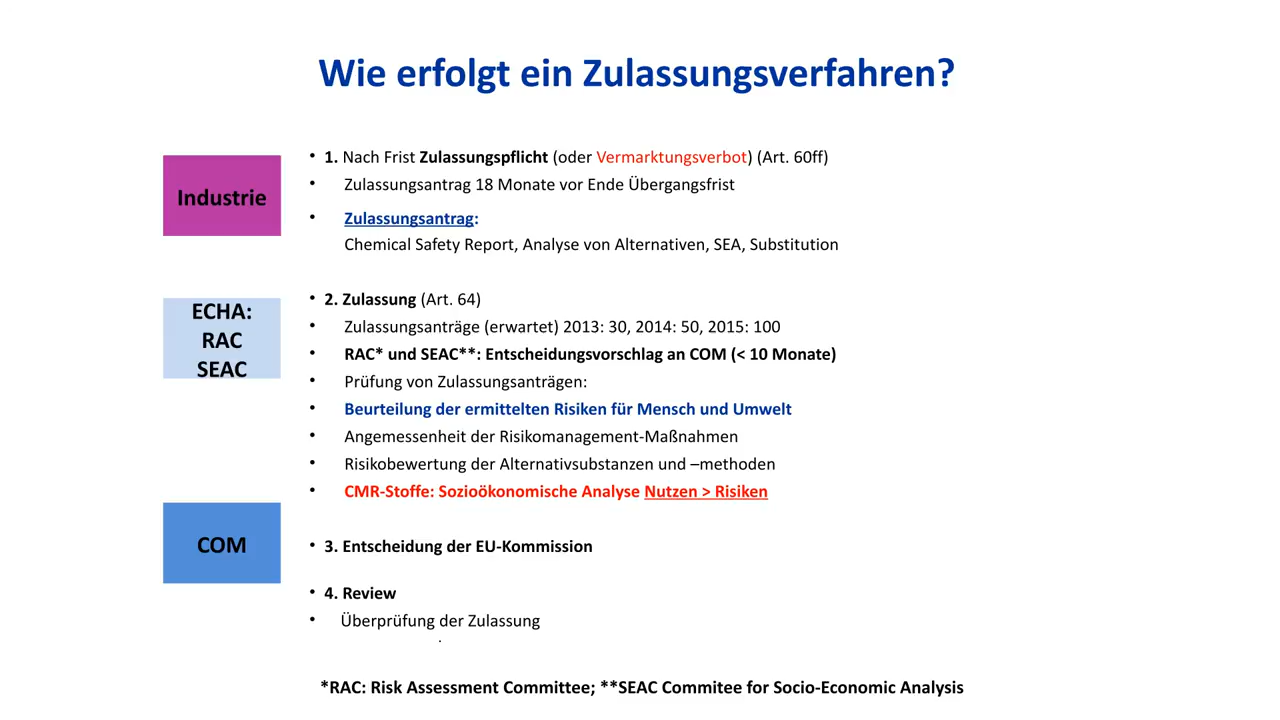 Wie erfolgt ein Zulassungsverfahren?
Industrie
• 1. Nach Frist Zulassungspflicht (oder Vermarktungsverbot) (Art. 60ff)
• Zulassungsantrag 18 Monate vor Ende Übergangsfrist
• Zulassungsantrag:
Chemical Safety Report, Analyse von Alternativen, SEA, Substitution
ECHA:
RAC
SEAC
• 2. Zulassung (Art. 64)
• Zulassungsanträge (erwartet) 2013: 30, 2014: 50, 2015: 100
• RAC* und SEAC**: Entscheidungsvorschlag an COM (< 10 Monate)
• Prüfung von Zulassungsanträgen:
• Beurteilung der ermittelten Risiken für Mensch und Umwelt
• Angemessenheit der Risikomanagement-Maßnahmen
• Risikobewertung der Alternativsubstanzen und –methoden
• CMR-Stoffe: Sozioökonomische Analyse Nutzen > Risiken
COM
• 3. Entscheidung der EU-Kommission
• 4. Review
• Überprüfung der Zulassung
.
*RAC: Risk Assessment Committee; **SEAC Commitee for Socio-Economic Analysis